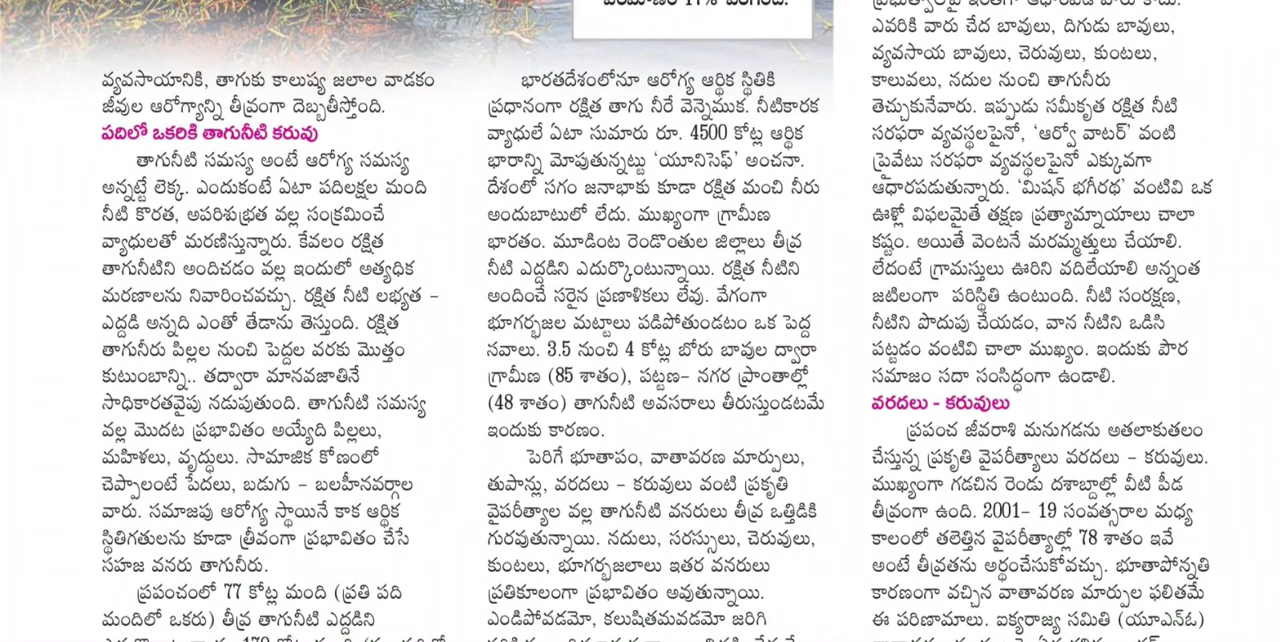 వ్యవసాయానికి, తాగుకు కాలుష్య జలాల వాడకం
జీవుల ఆరోగ్యాన్ని తీవ్రంగా దెబ్బతీస్తోంది.
పదిలో ఒకరికి తాగునీటి కరువు
తాగునీటి సమస్య అంటే ఆరోగ్య సమస్య
అన్నట్టే లెక్క. ఎందుకంటే ఏటా పదిలక్షల మంది
నీటి కొరత, అపరిశుభ్రత వల్ల సంక్రమించే
వ్యాధులతో మరణిస్తున్నారు. కేవలం రక్షిత
తాగునీటిని అందించడం వల్ల ఇందులో అత్యధిక
మరణాలను నివారించవచ్చు. రక్షిత నీటి లభ్యత –
ఎద్దడి అన్నది ఎంతో తేడాను తెస్తుంది. రక్షిత
తాగునీరు పిల్లల నుంచి పెద్దల వరకు మొత్తం
కుటుంబాన్ని.. తద్వారా మానవజాతినే
సాధికారతవైపు నడుపుతుంది. తాగునీటి సమస్య
వల్ల మొదట ప్రభావితం అయ్యేది పిల్లలు,
మహిళలు, వృద్ధులు. సామాజిక కోణంలో
చెప్పాలంటే పేదలు, బడుగు – బలహీనవర్గాల
వారు. సమాజపు ఆరోగ్య స్థాయినే కాక ఆర్థిక
స్థితిగతులను కూడా త్రీవంగా ప్రభావితం చేసే
సహజ వనరు తాగునీరు.
ప్రపంచంలో 77 కోట్ల మంది (ప్రతి పది
మందిలో ఒకరు) తీవ్ర తాగునీటి ఎద్దడిని
భారతదేశంలోనూ ఆరోగ్య ఆర్థిక స్థితికి
ప్రధానంగా రక్షిత తాగు నీరే వెన్నెముక. నీటికారక
వ్యాధులే ఏటా సుమారు రూ. 4500 కోట్ల ఆర్థిక
భారాన్ని మోపుతున్నట్టు ‘యూనిసెఫ్’ అంచనా.
దేశంలో సగం జనాభాకు కూడా రక్షిత మంచి నీరు
అందుబాటులో లేదు. ముఖ్యంగా గ్రామీణ
భారతం. మూడింట రెండొంతుల జిల్లాలు తీవ్ర
నీటి ఎద్దడిని ఎదుర్కొంటున్నాయి. రక్షిత నీటిని
అందించే సరైన ప్రణాళికలు లేవు. వేగంగా
భూగర్భజల మట్టాలు పడిపోతుండటం ఒక పెద్ద
సవాలు. 3.5 నుంచి 4 కోట్ల బోరు బావుల ద్వారా
గ్రామీణ (85 శాతం), పట్టణ– నగర ప్రాంతాల్లో
(48 శాతం) తాగునీటి అవసరాలు తీరుస్తుండటమే
ఇందుకు కారణం.
పెరిగే భూతాపం, వాతావరణ మార్పులు,
తుపాన్లు, వరదలు – కరువులు వంటి ప్రకృతి
వైపరీత్యాల వల్ల తాగునీటి వనరులు తీవ్ర ఒత్తిడికి
గురవుతున్నాయి. నదులు, సరస్సులు, చెరువులు,
కుంటలు, భూగర్భజలాలు ఇతర వనరులు
ప్రతికూలంగా ప్రభావితం అవుతున్నాయి.
ఎండిపోవడమో, కలుషితమవడమో జరిగి
ఎవరికి వారు చేద బావులు, దిగుడు బావులు,
వ్యవసాయ బావులు, చెరువులు, కుంటలు,
కాలువలు, నదుల నుంచి తాగునీరు
తెచ్చుకునేవారు. ఇప్పుడు సమీకృత రక్షిత నీటి
సరఫరా వ్యవస్థలపైనో, ‘ఆర్వో వాటర్’ వంటి
ప్రైవేటు సరఫరా వ్యవస్థలపైనో ఎక్కువగా
ఆధారపడుతున్నారు. ‘మిషన్ భగీరథ’ వంటివి ఒక
ఊళ్లో విఫలమైతే తక్షణ ప్రత్యామ్నాయాలు చాలా
కష్టం. అయితే వెంటనే మరమ్మత్తులు చేయాలి.
లేదంటే గ్రామస్తులు ఊరిని వదిలేయాలి అన్నంత
జటిలంగా పరిస్థితి ఉంటుంది. నీటి సంరక్షణ,
నీటిని పొదుపు చేయడం, వాన నీటిని ఒడిసి
పట్టడం వంటివి చాలా ముఖ్యం. ఇందుకు పౌర
సమాజం సదా సంసిద్ధంగా ఉండాలి.
వరదలు - కరువులు
ప్రపంచ జీవరాశి మనుగడను అతలాకుతలం
చేస్తున్న ప్రకృతి వైపరీత్యాలు వరదలు – కరువులు.
ముఖ్యంగా గడచిన రెండు దశాబ్దాల్లో వీటి పీడ
తీవ్రంగా ఉంది. 2001– 19 సంవత్సరాల మధ్య
కాలంలో తలెత్తిన వైపరీత్యాల్లో 78 శాతం ఇవే
అంటే తీవ్రతను అర్థంచేసుకోవచ్చు. భూతాపోన్నతి
కారణంగా వచ్చిన వాతావరణ మార్పుల ఫలితమే
ఈ పరిణామాలు. ఐక్యరాజ్య సమితి (యూఎన్ఓ)